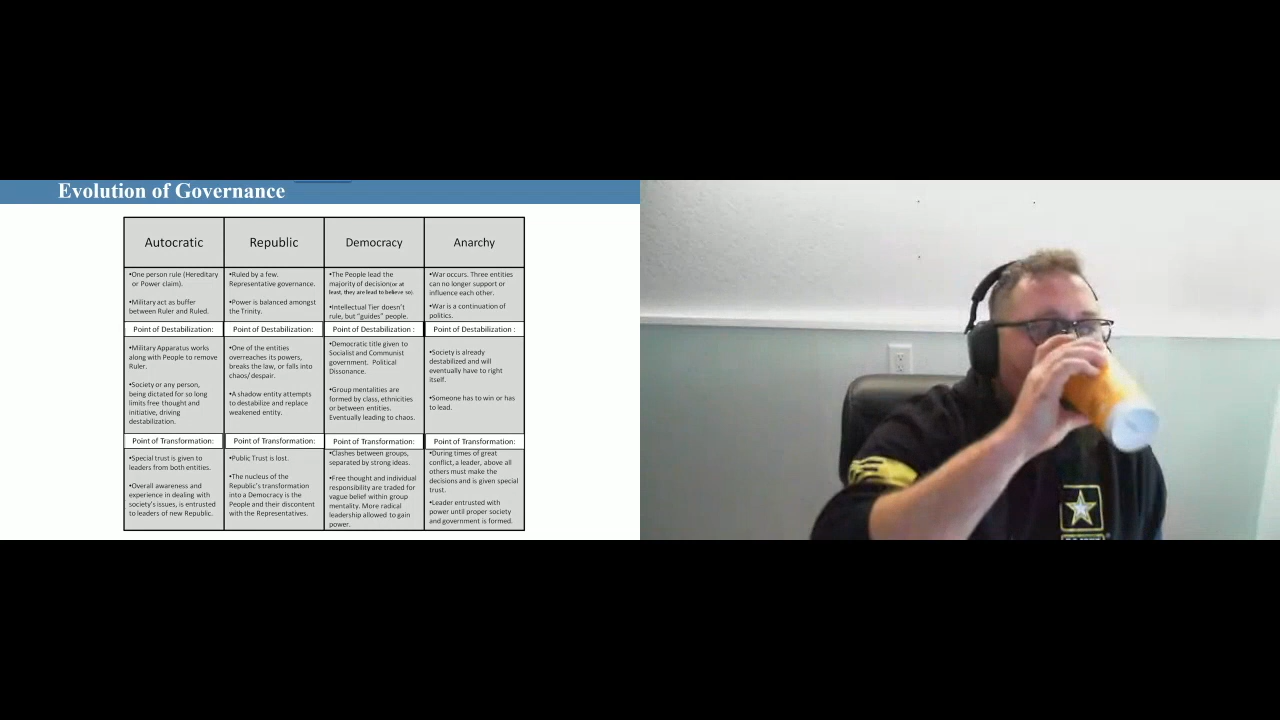 Evolution of Governance
Autocratic
Republic
Democracy
Anarchy
•One person rule (Hereditary
or Power claim).
•Military act as buffer
between Ruler and Ruled.
•Ruled by a few.
Representative governance.
•Power is balanced amongst
the Trinity.
•The People lead the
majority of decision(or at
least, they are lead to believe so).
•Intellectual Tier doesn't
rule, but "guides" people.
•War occurs. Three entities
can no longer support or
influence each other.
•War is a continuation of
politics.
Point of Destabilization:
Point of Destabilization:
Point of Destabilization :
Point of Destabilization :
•Military Apparatus works
along with People to remove
Ruler.
•Society or any person,
being dictated for so long
limits free thought and
initiative, driving
destabilization.
•One of the entities
overreaches its powers,
breaks the law, or falls into
chaos/despair.
•A shadow entity attempts
to destabilize and replace
weakened entity.
•Democratic title given to
Socialist and Communist
government. Political
Dissonance.
•Group mentalities are
formed by class, ethnicities
or between entities.
Eventually leading to chaos.
•Society is already
destabilized and will
eventually have to right
itself.
•Someone has to win or has
to lead.
Point of Transformation:
Point of Transformation:
Point of Transformation:
Point of Transformation:
•Special trust is given to
leaders from both entities.
•Overall awareness and
experience in dealing with
society's issues, is entrusted
to leaders of new Republic.
•Public Trust is lost.
•The nucleus of the
Republic's transformation
into a Democracy is the
People and their discontent
with the Representatives.
•Clashes between groups,
separated by strong ideas.
•Free thought and individual
responsibility are traded for
vague belief within group
mentality. More radical
leadership allowed to gain
power.
•During times of great
conflict, a leader, above all
others must make the
decisions and is given special
trust.
•Leader entrusted with
power until proper society
and government is formed.